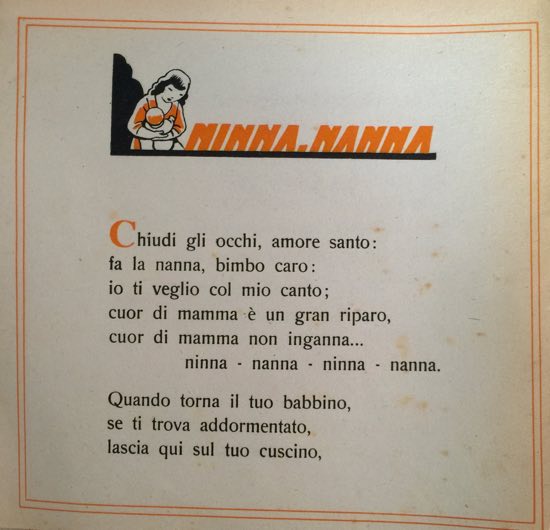 NINNA-NANNA
Chiudi gli occhi, amore santo:
fa la nanna, bimbo caro:
io ti veglio col mio canto;
cuor di mamma è un gran riparo,
cuor di mamma non inganna...
ninna - nanna - ninna - nanna.
Quando torna il tuo babbino,
se ti trova addormentato,
lascia qui sul tuo cuscino,